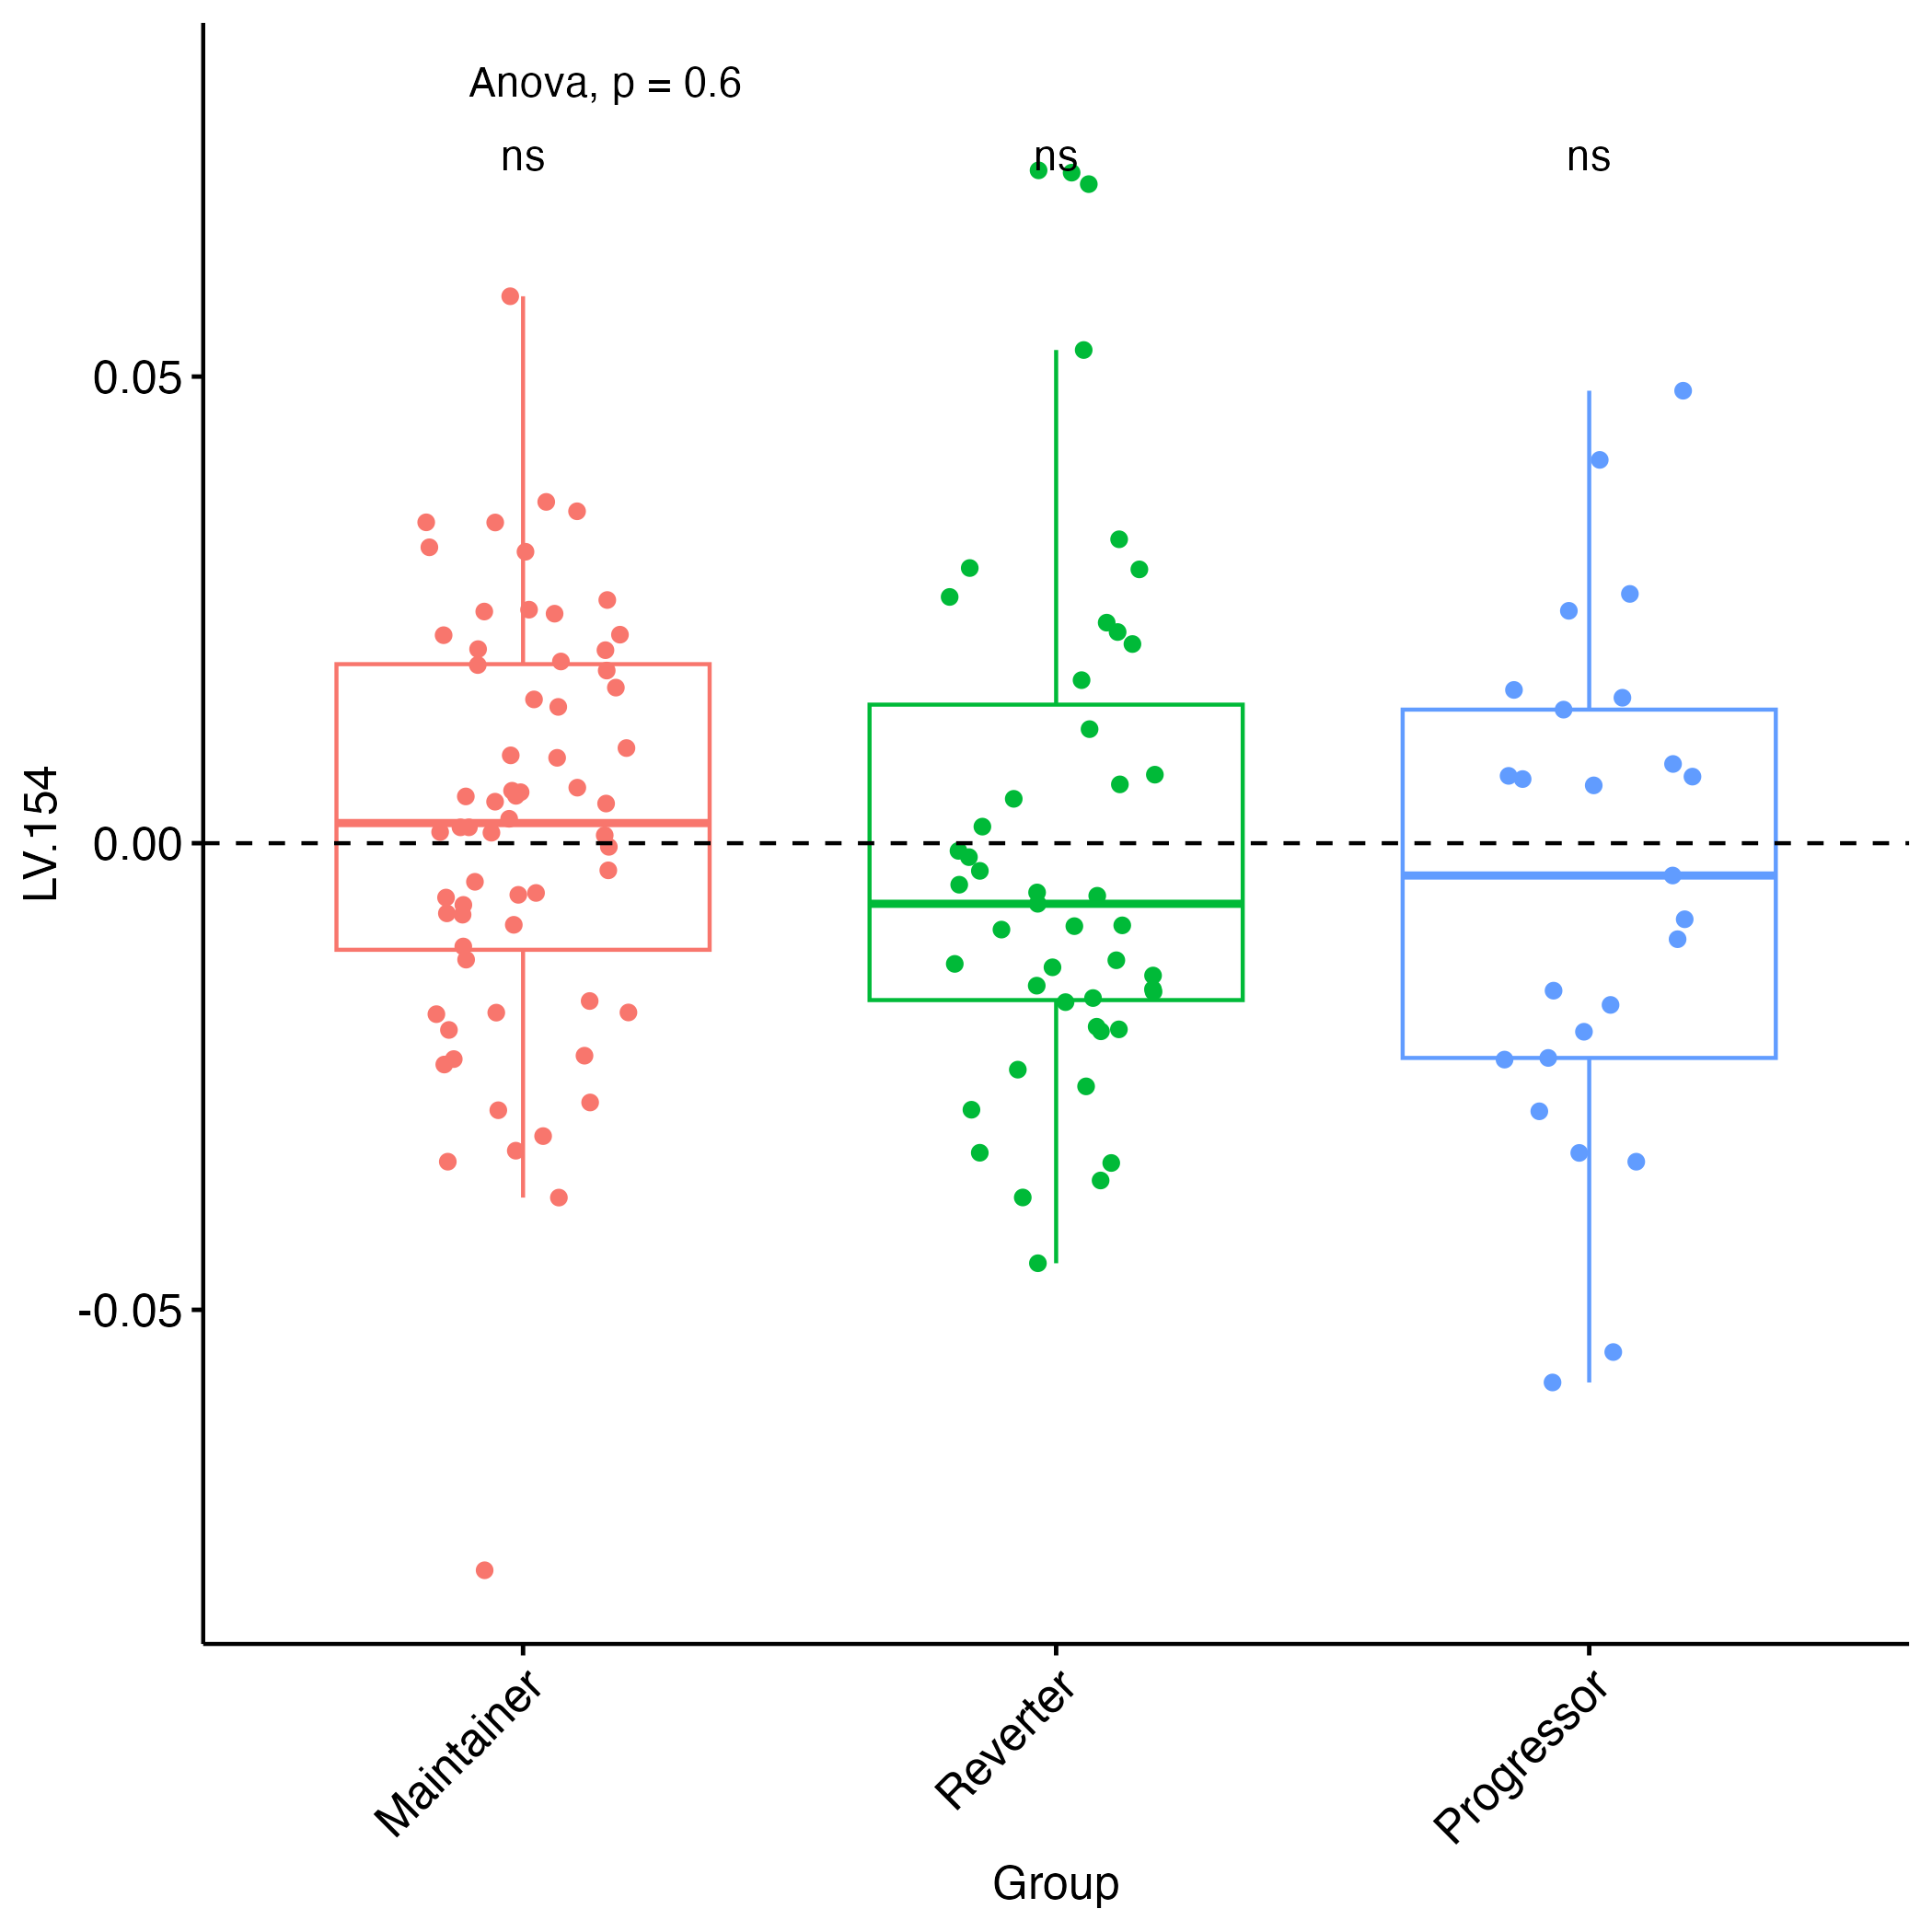 Anova, p = 0.6
ns
ns
ns
0.05
0.00
-0.05
LV.154
Maintainer
Reverter
Progressor
Group